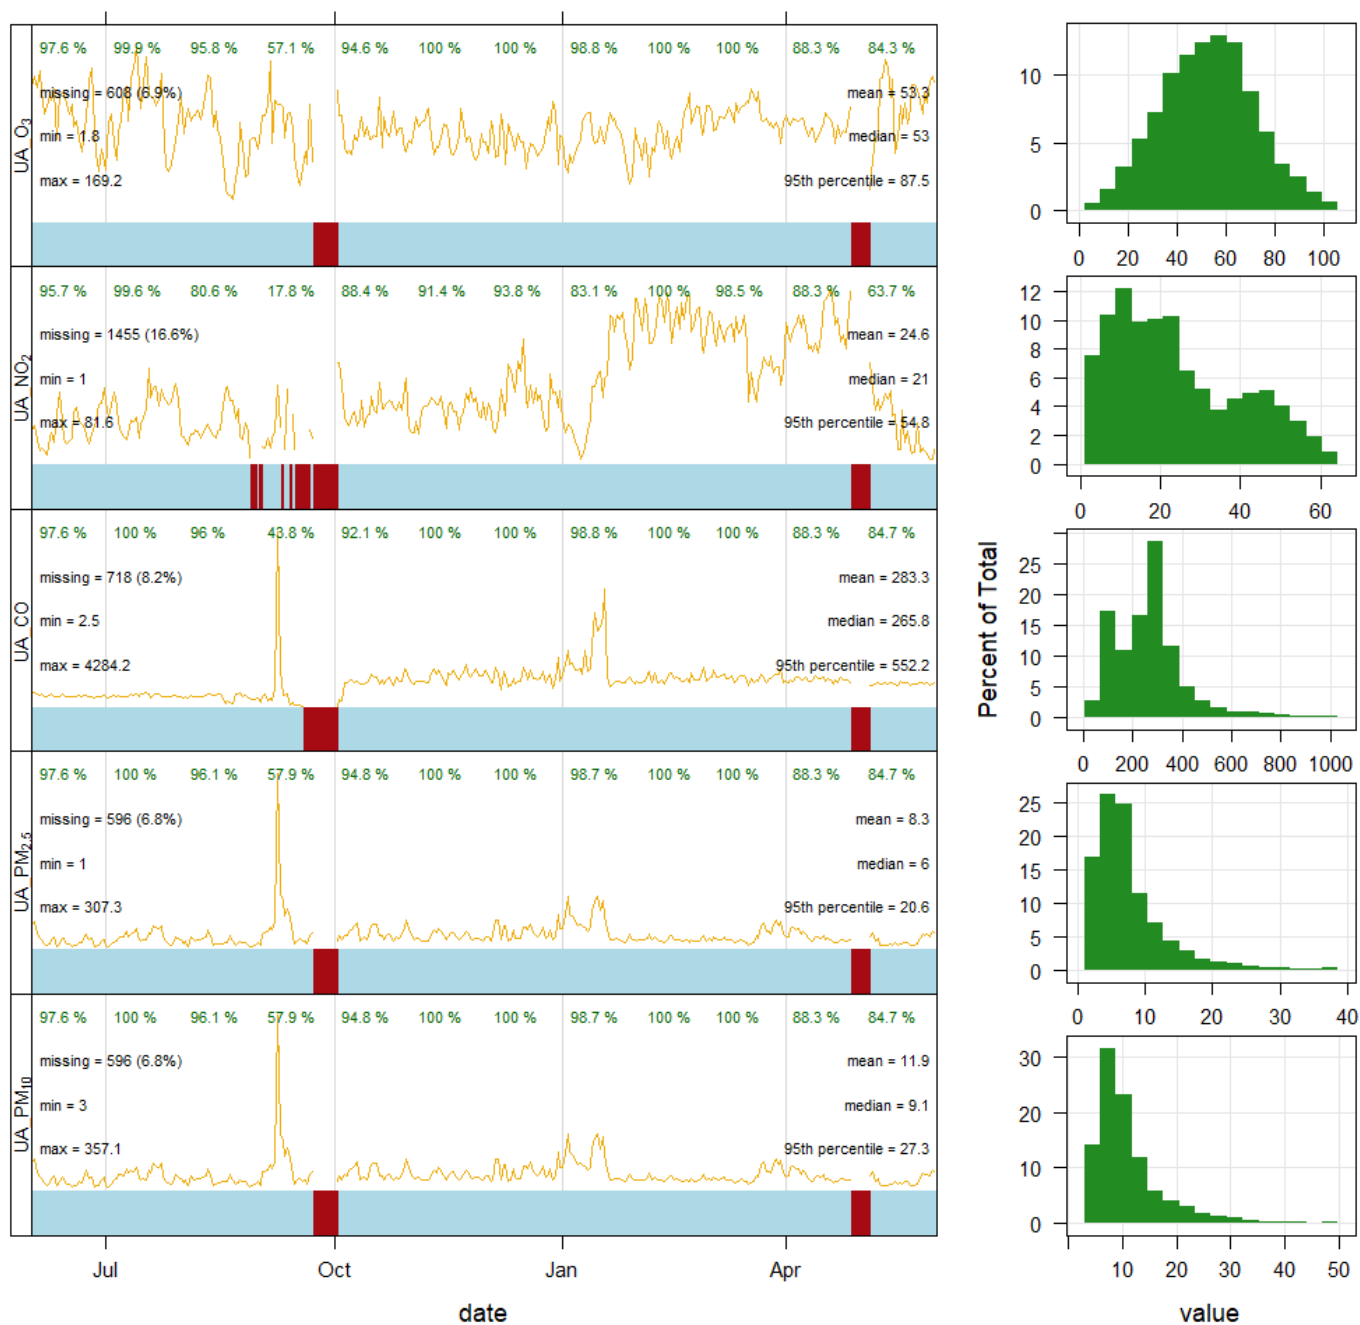 97.6 % 99.9 % 95.8 % 57.1 % 94.6 % 100 % 100 % 98.8 % 100 % 100 % 88.3 % 84.3 %
missing = 608 (6.9%) mean = 53.3
min = 1.8 median = 53
max = 169.2 95th percentile = 87.5
UA_O3
95.7 % 99.6 % 80.6 % 17.8 % 88.4 % 91.4 % 93.8 % 83.1 % 100 % 98.5 % 88.3 % 63.7 %
missing = 1455 (16.6%) mean = 24.6
min = 1 median = 21
max = 81.6 95th percentile = 54.8
UA_NO2
97.6 % 100 % 96 % 43.8 % 92.1 % 100 % 100 % 98.8 % 100 % 100 % 88.3 % 84.7 %
missing = 718 (8.2%) mean = 283.3
min = 2.5 median = 265.8
max = 4284.2 95th percentile = 552.2
UA_CO
97.6 % 100 % 96.1 % 57.9 % 94.8 % 100 % 100 % 98.7 % 100 % 100 % 88.3 % 84.7 %
missing = 596 (6.8%) mean = 8.3
min = 1 median = 6
max = 307.3 95th percentile = 20.6
UA_PM2.5
97.6 % 100 % 96.1 % 57.9 % 94.8 % 100 % 100 % 98.7 % 100 % 100 % 88.3 % 84.7 %
missing = 596 (6.8%) mean = 11.9
min = 3 median = 9.1
max = 357.1 95th percentile = 27.3
UA_PM10
Jul Oct Jan Apr
date
Percent of Total
10
5
0
0 20 40 60 80 100
12
10
8
6
4
2
0
0 20 40 60
25
20
15
10
5
0
0 200 400 600 800 1000
25
20
15
10
5
0
0 10 20 30 40
30
20
10
0
10 20 30 40 50
value